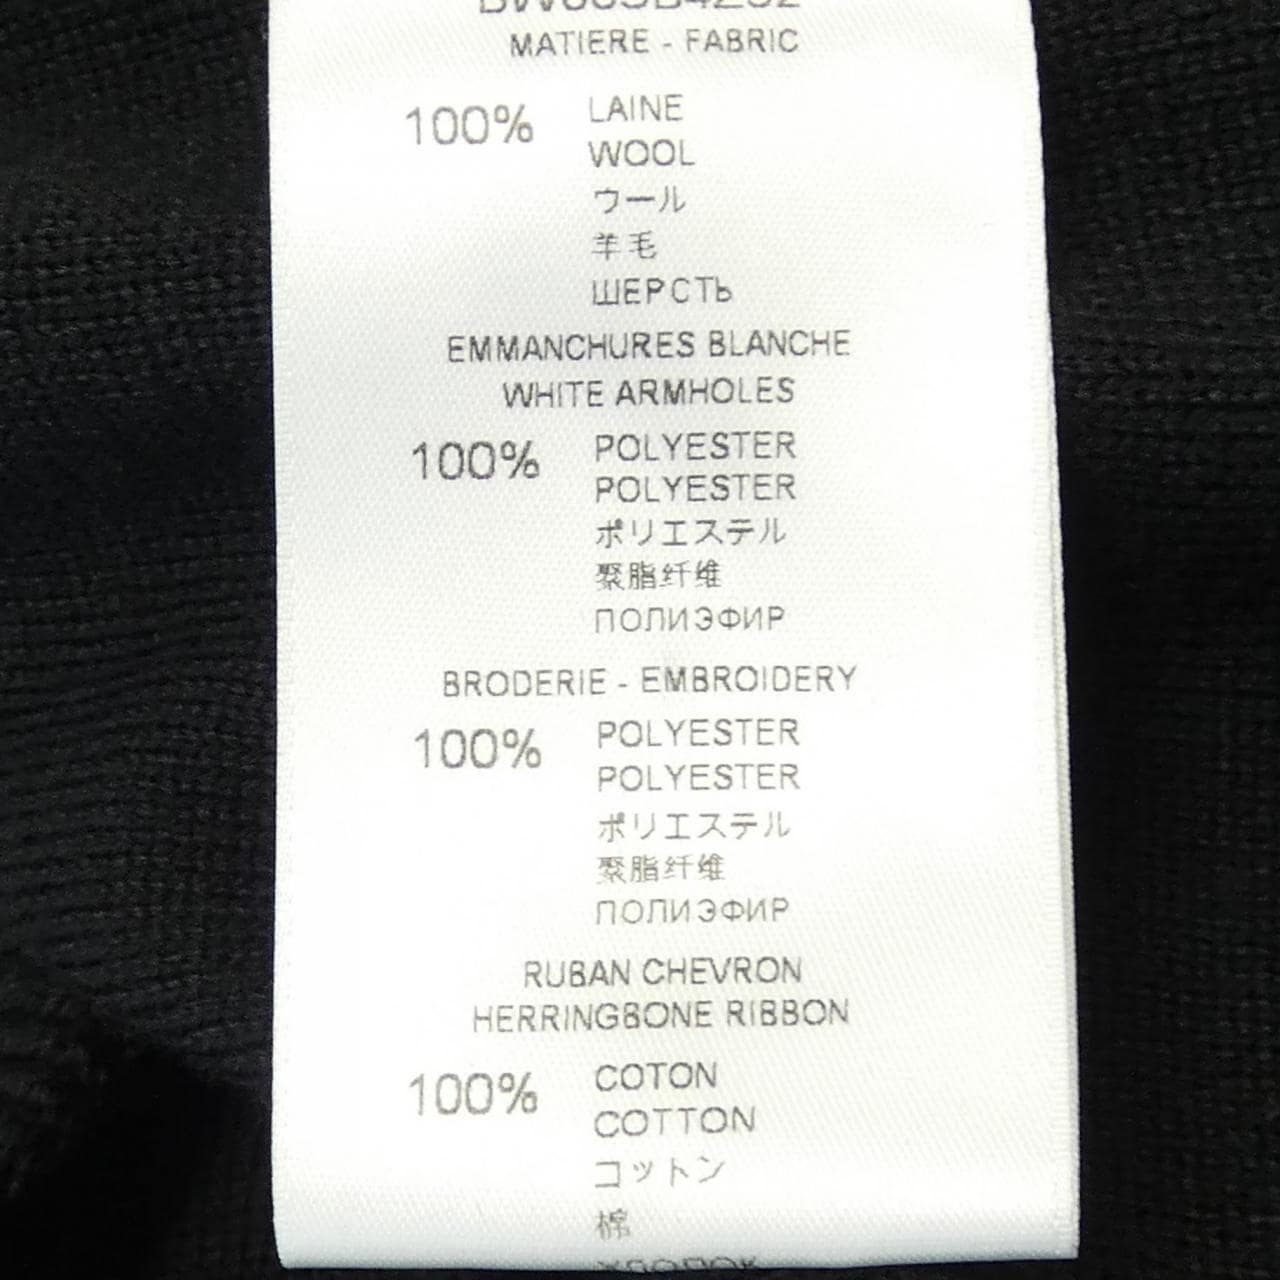 MATIERE - FABRIC
100% LAINE
WOOL
ウール
羊毛
ШЕРСТЬ
EMMANCHURES BLANCHE
WHITE ARMHOLES
100% POLYESTER
POLYESTER
ポリエステル
聚脂纤维
ПОЛИЭФИР
BRODERIE - EMBROIDERY
100% POLYESTER
POLYESTER
ポリエステル
聚脂纤维
ПОЛИЭФИР
RUBAN CHEVRON
HERRINGBONE RIBBON
100% COTON
COTTON
コットン
棉
ХЛОПОК